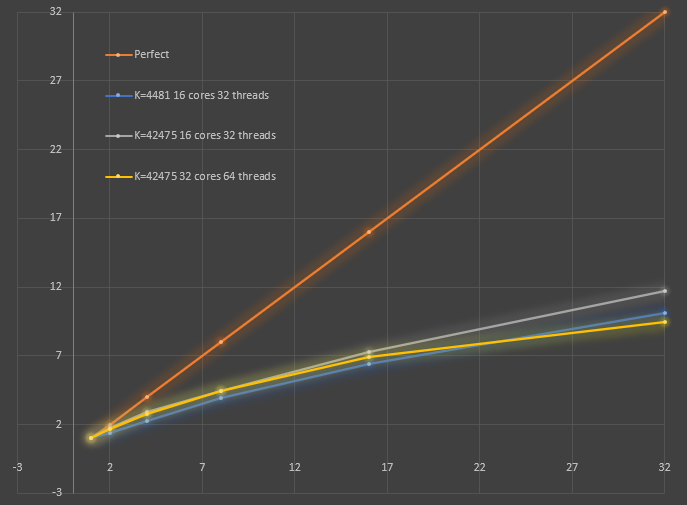 32
Perfect
27
K=4481 16 cores 32 threads
22
K=42475 16 cores 32 threads
K=42475 32 cores 64 threads
17
12
7
2
-3 2 7 12 17 22 27 32
-3